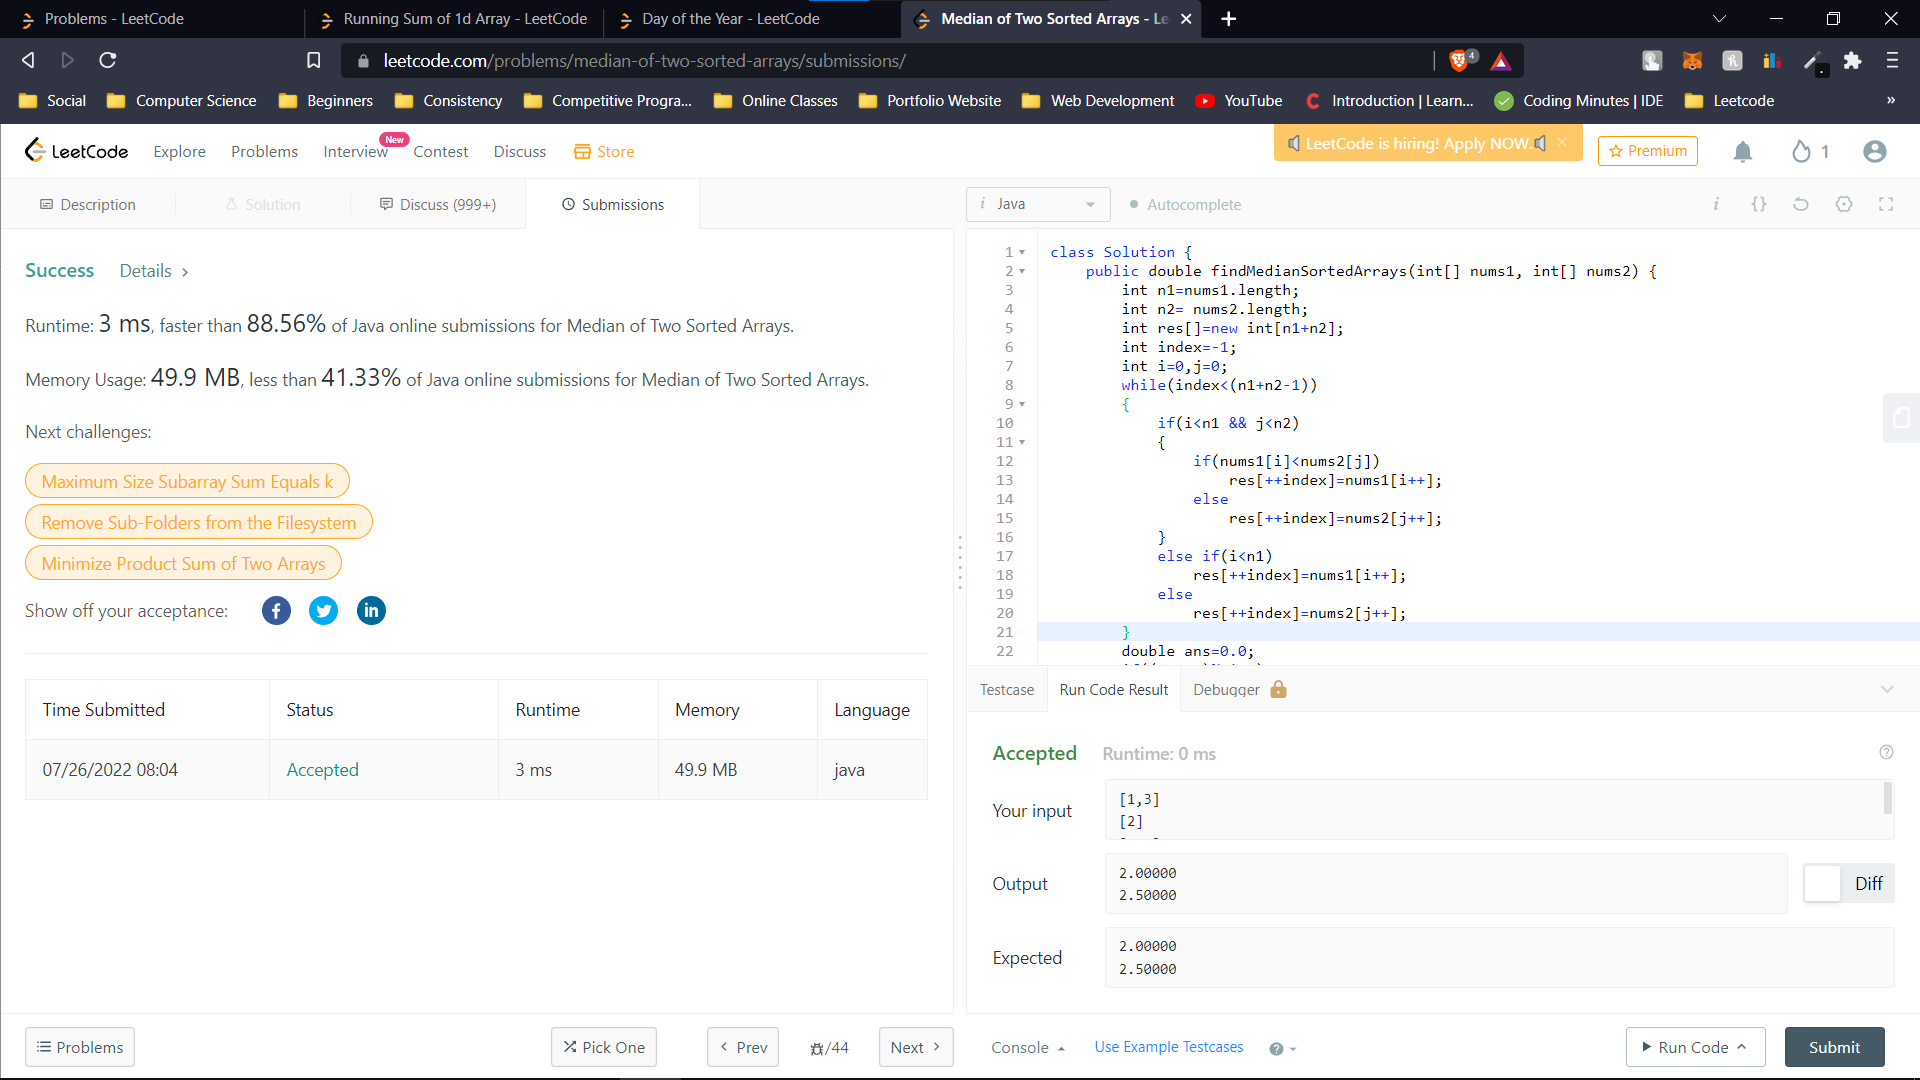 Problems - LeetCode
Running Sum of 1d Array - LeetCode
Day of the Year - LeetCode
Median of Two Sorted Arrays - Le
leetcode.com/problems/median-of-two-sorted-arrays/submissions/
4
Social
Computer Science
Beginners
Consistency
Competitive Progra...
Online Classes
Portfolio Website
Web Development
YouTube
Introduction | Learn...
Coding Minutes | IDE
Leetcode
»
LeetCode
Explore
Problems
Interview
New
Contest
Discuss
Store
LeetCode is hiring! Apply NOW.
Premium
1
Description
Solution
Discuss (999+)
Submissions
Success
Details
Runtime: 3 ms, faster than 88.56% of Java online submissions for Median of Two Sorted Arrays.
Memory Usage: 49.9 MB, less than 41.33% of Java online submissions for Median of Two Sorted Arrays.
Next challenges:
Maximum Size Subarray Sum Equals k
Remove Sub-Folders from the Filesystem
Minimize Product Sum of Two Arrays
Show off your acceptance:
Time Submitted Status Runtime Memory Language
07/26/2022 08:04 Accepted 3 ms 49.9 MB java
Problems
Pick One
Prev
/44
Next
i Java
Autocomplete
i {}
1 class Solution {
2 public double findMedianSortedArrays(int[] nums1, int[] nums2) {
3 int n1=nums1.length;
4 int n2= nums2.length;
5 int res[]=new int[n1+n2];
6 int index=-1;
7 int i=0,j=0;
8 while(index<(n1+n2-1))
9 {
10 if(i<n1 && j<n2)
11 {
12 if(nums1[i]<nums2[j])
13 res[++index]=nums1[i++];
14 else
15 res[++index]=nums2[j++];
16 }
17 else if(i<n1)
18 res[++index]=nums1[i++];
19 else
20 res[++index]=nums2[j++];
21 }
22 double ans=0.0;
Testcase
Run Code Result
Debugger
Accepted
Runtime: 0 ms
Your input
[1,3]
[2]
Output
2.00000
2.50000
Diff
Expected
2.00000
2.50000
Console
Use Example Testcases
Run Code
Submit